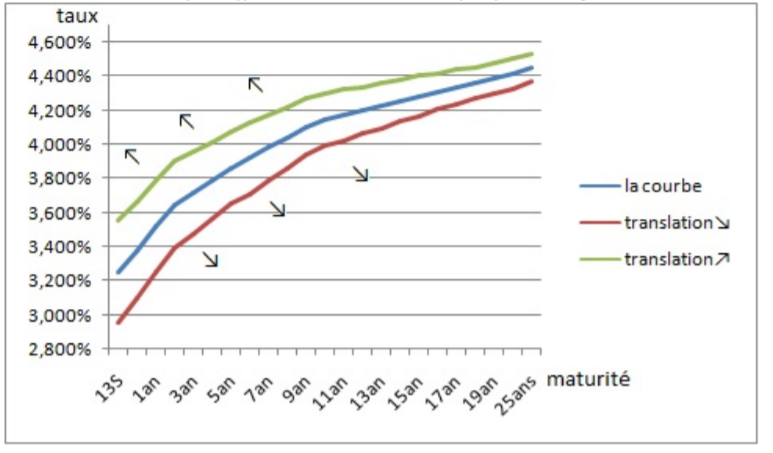 taux
4,600%
4,400%
4,200%
4,000%
3,800%
3,600%
3,400%
3,200%
3,000%
2,800%
13S 1an 3an 5an 7an 9an 11an 13an 15an 17an 19an 25ans
maturité
la courbe
translation↘
translation↗